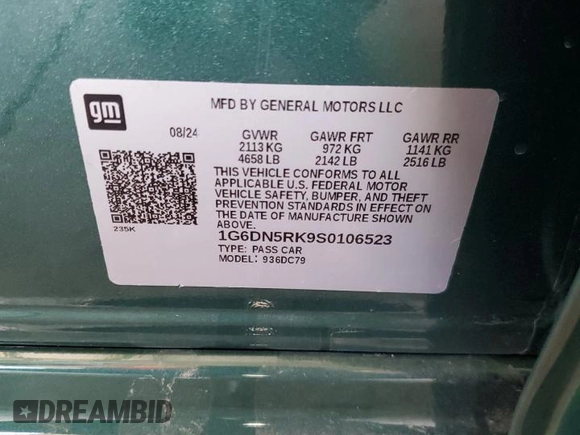 gm
MFD BY GENERAL MOTORS LLC
08/24 GVWR GAWR FRT GAWR RR
2113 KG 972 KG 1141 KG
4658 LB 2142 LB 2516 LB
THIS VEHICLE CONFORMS TO ALL
APPLICABLE U.S. FEDERAL MOTOR
VEHICLE SAFETY, BUMPER, AND THEFT
PREVENTION STANDARDS IN EFFECT ON
THE DATE OF MANUFACTURE SHOWN
ABOVE.
235K
1G6DN5RK9S0106523
TYPE: PASS CAR
MODEL: 936DC79
DREAMBID